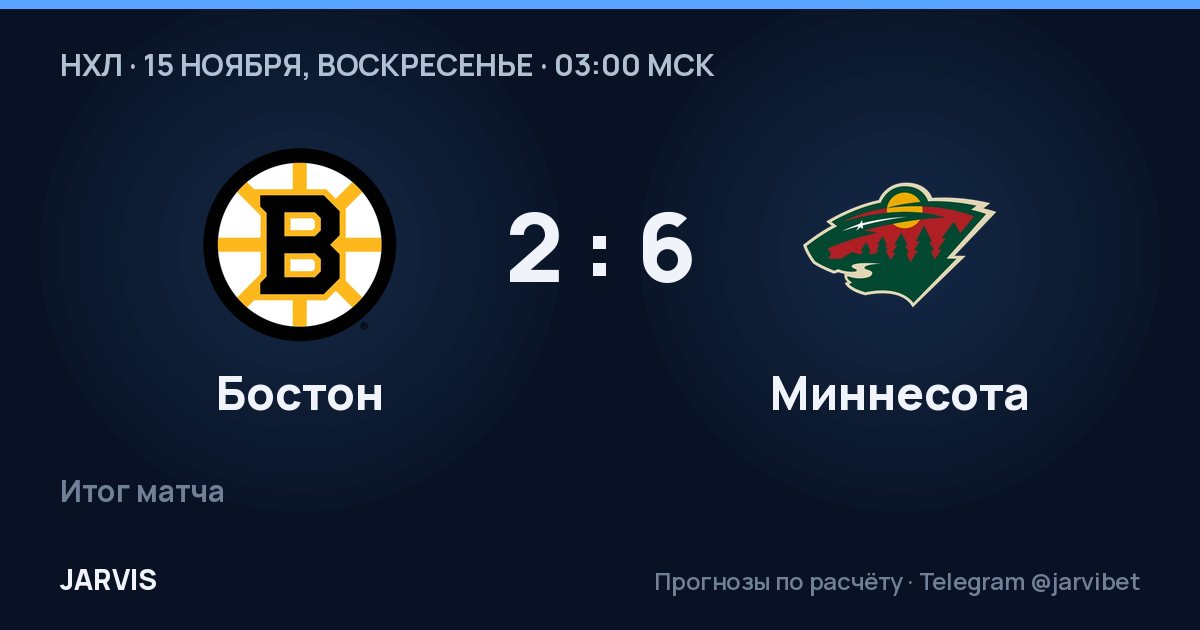 НХЛ · 15 НОЯБРЯ, ВОСКРЕСЕНЬЕ · 03:00 МСК
B
®
2 : 6
Бостон
Миннесота
Итог матча
JARVIS
Прогнозы по расчёту · Telegram @jarvibet